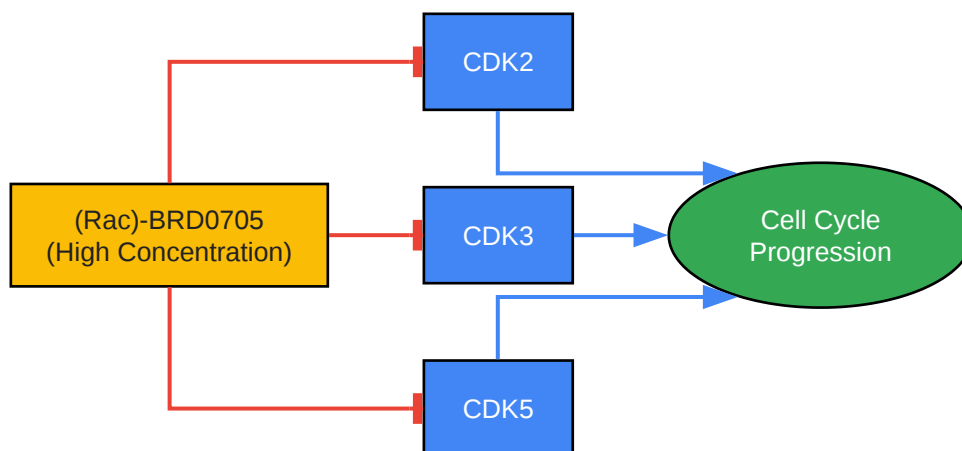 CDK2
(Rac)-BRD0705
(High Concentration)
CDK3
Cell Cycle
Progression
CDK5